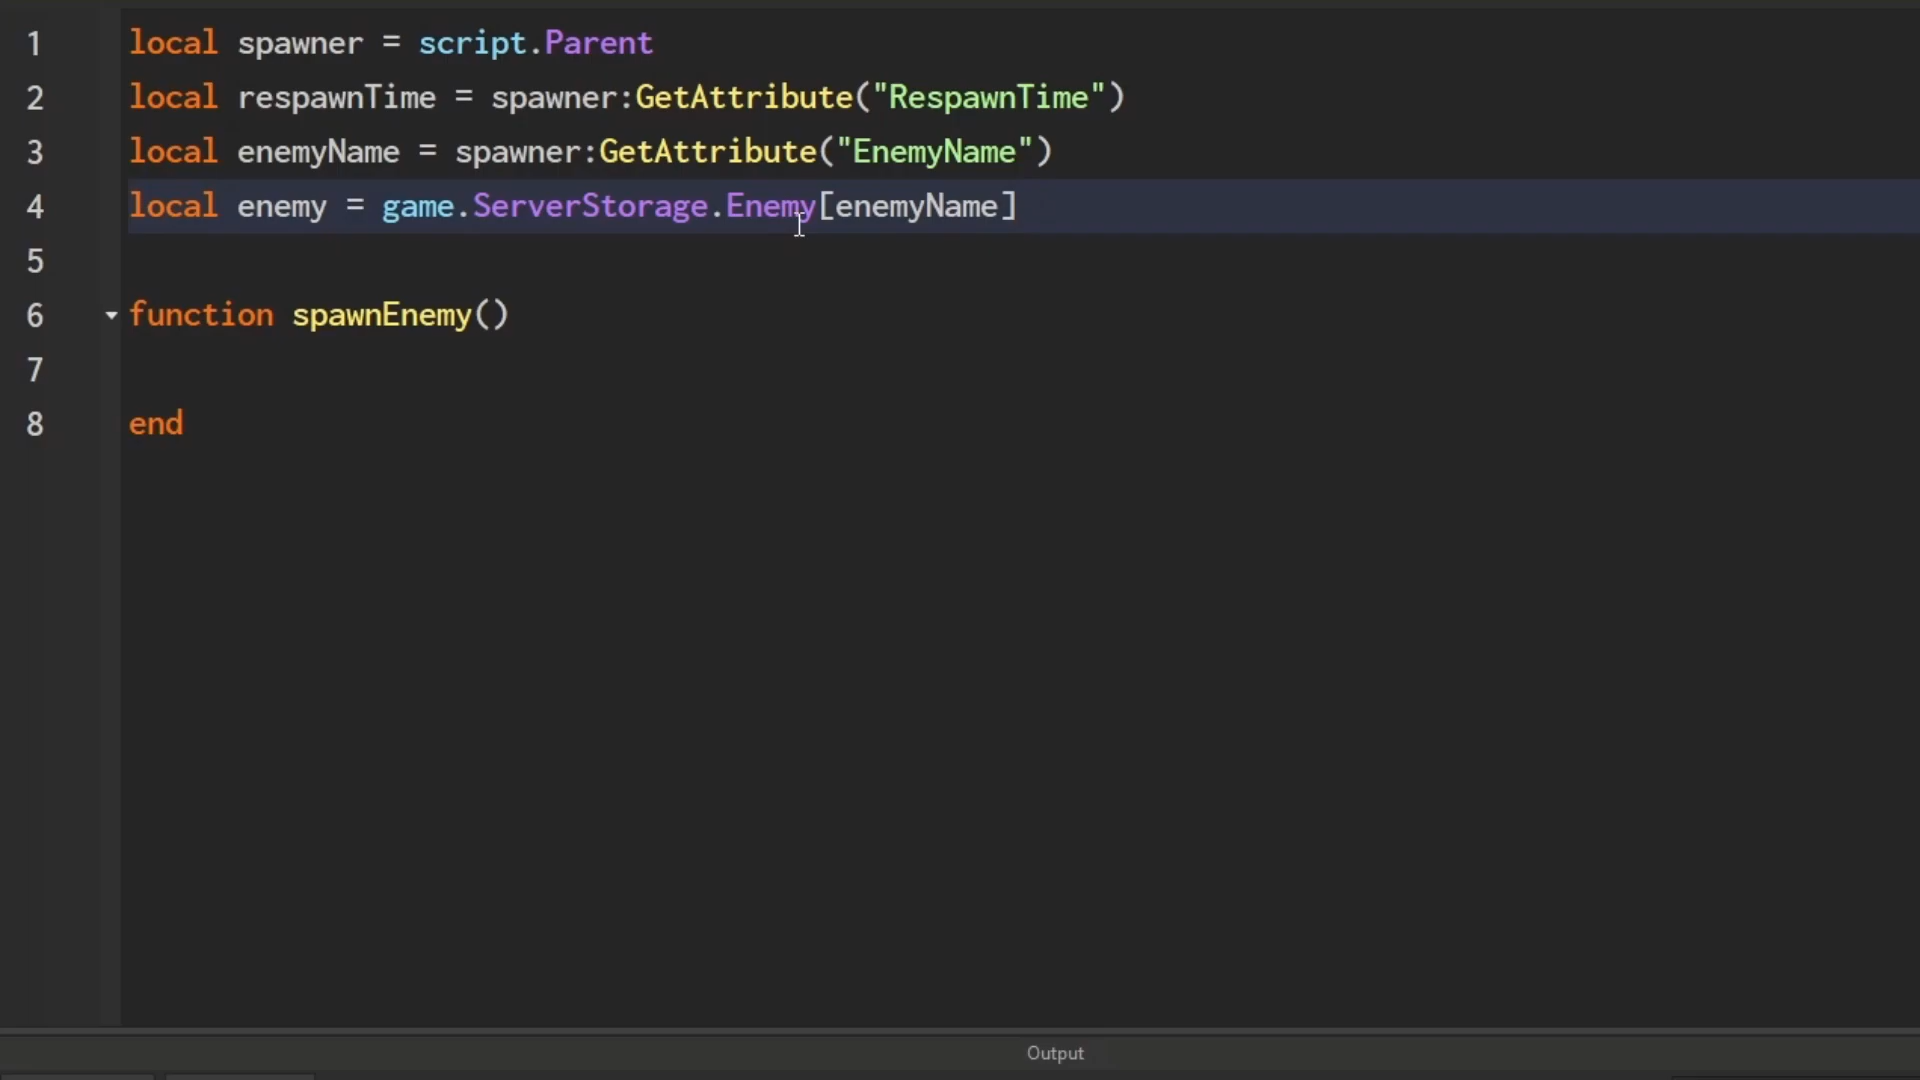 1 local spawner = script.Parent
2 local respawnTime = spawner:GetAttribute("RespawnTime")
3 local enemyName = spawner:GetAttribute("EnemyName")
4 local enemy = game.ServerStorage.Enemy[enemyName]
5
6 function spawnEnemy()
7
8 end
Output